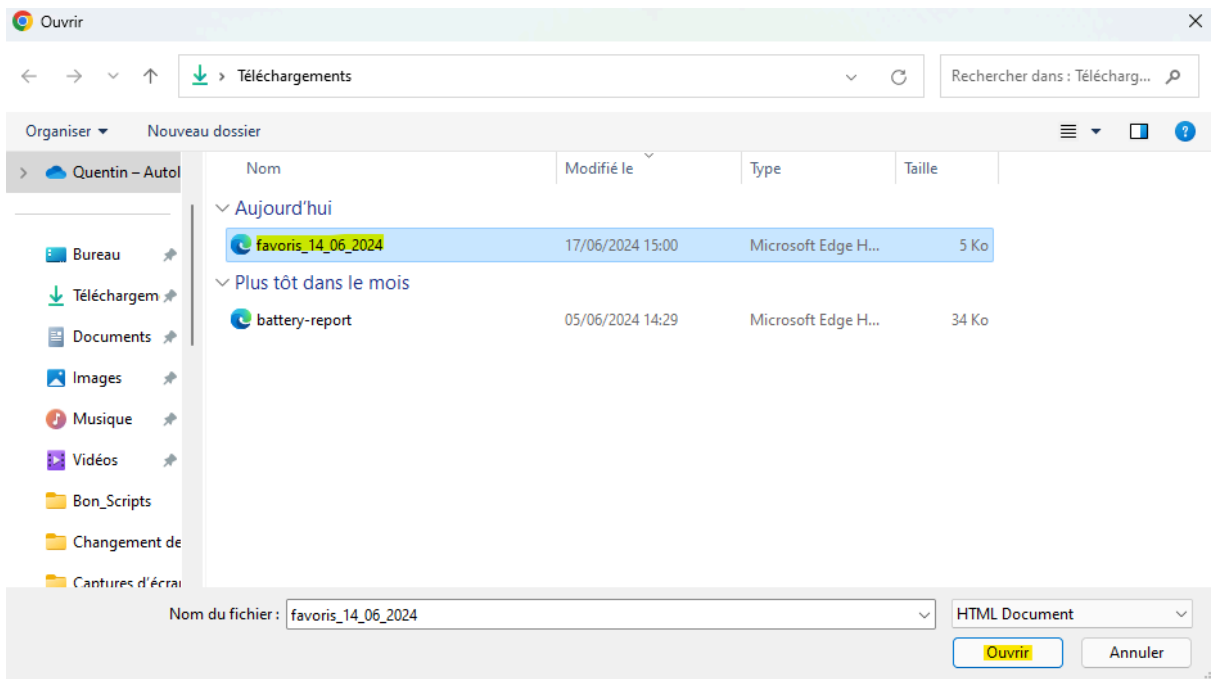 Ouvrir
Téléchargements
Rechercher dans : Télécharg...
Organiser
Nouveau dossier
Quentin – Autol
Nom
Modifié le
Type
Taille
Aujourd'hui
favoris_14_06_2024
17/06/2024 15:00
Microsoft Edge H...
5 Ko
Bureau
Plus tôt dans le mois
Téléchargem
battery-report
05/06/2024 14:29
Microsoft Edge H...
34 Ko
Documents
Images
Musique
Vidéos
Bon_Scripts
Changement de
Captures d'écrai
Nom du fichier :
favoris_14_06_2024
HTML Document
Ouvrir
Annuler